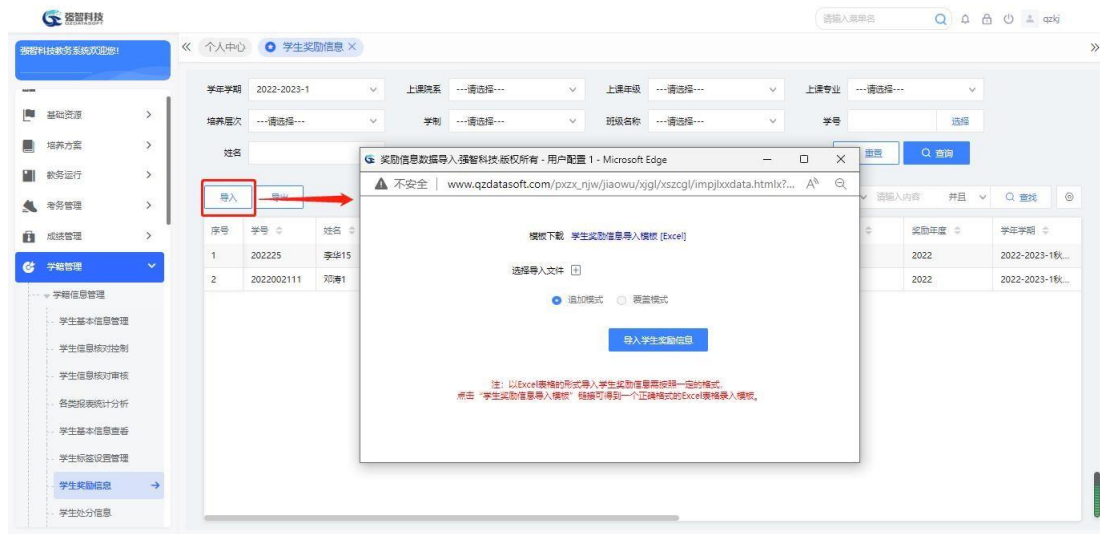 强智科技
QZDATASOFT
请输入菜单名
qzkj
强智科技教务系统欢迎您!
个人中心 学生奖励信息
学年学期 2022-2023-1 上课院系 ---请选择--- 上课年级 ---请选择--- 上课专业 ---请选择---
培养层次 ---请选择--- 学制 ---请选择--- 班级名称 ---请选择--- 学号 选择
姓名 重置 查询
导入 导出 请输入内容 并且 查找
序号 学号 姓名 奖励年度 学年学期
1 202225 李华15 2022 2022-2023-1秋...
2 2022002111 邓涛1 2022 2022-2023-1秋...
基础资源
培养方案
教务运行
考务管理
成绩管理
学籍管理
学籍信息管理
学生基本信息管理
学生信息核对控制
学生信息核对审核
各类报表统计分析
学生基本信息查看
学生标签设置管理
学生奖励信息
学生处分信息
奖励信息数据导入-强智科技.版权所有 - 用户配置 1 - Microsoft Edge
不安全 www.qzdatasoft.com/pxzx_njw/jiaowu/xjgl/xszcgl/impjlxxdata.htmlx?...
模板下载 学生奖励信息导入模板 [Excel]
选择导入文件
追加模式 覆盖模式
导入学生奖励信息
注：以Excel表格的形式导入学生奖励信息需按照一定的格式，
点击“学生奖励信息导入模板”链接可得到一个正确格式的Excel表格录入模板。